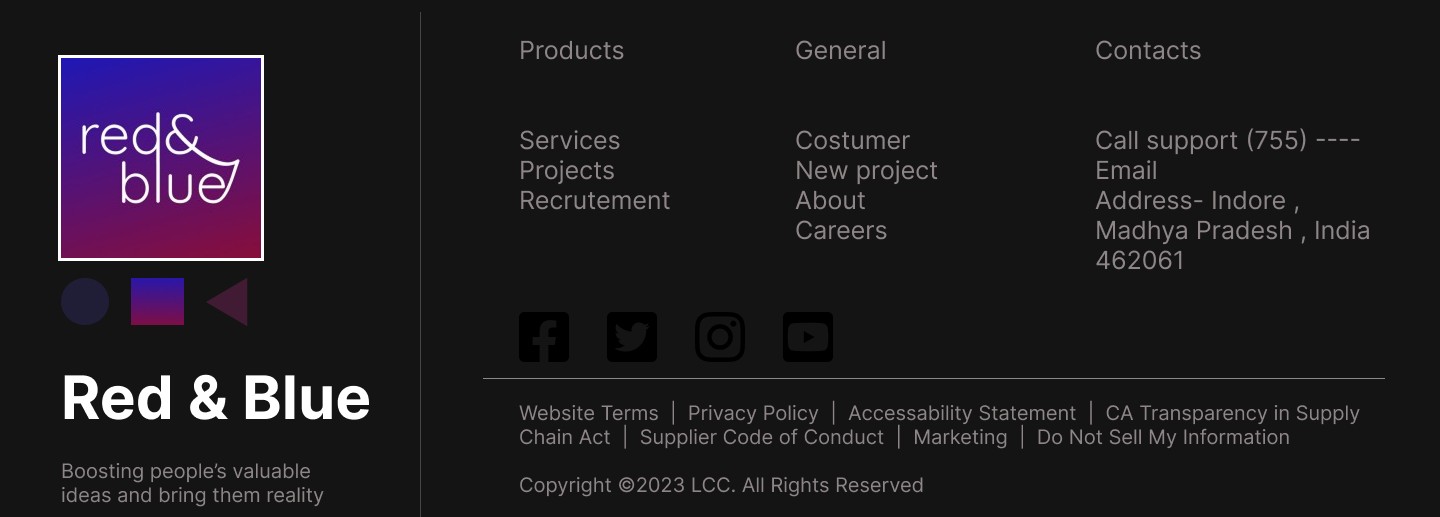 red&
blue
Red & Blue
Boosting people’s valuable
ideas and bring them reality
Products
Services
Projects
Recrutement
General
Costumer
New project
About
Careers
Contacts
Call support (755) ----
Email
Address- Indore ,
Madhya Pradesh , India
462061
Website Terms | Privacy Policy | Accessability Statement | CA Transparency in Supply
Chain Act | Supplier Code of Conduct | Marketing | Do Not Sell My Information
Copyright ©2023 LCC. All Rights Reserved